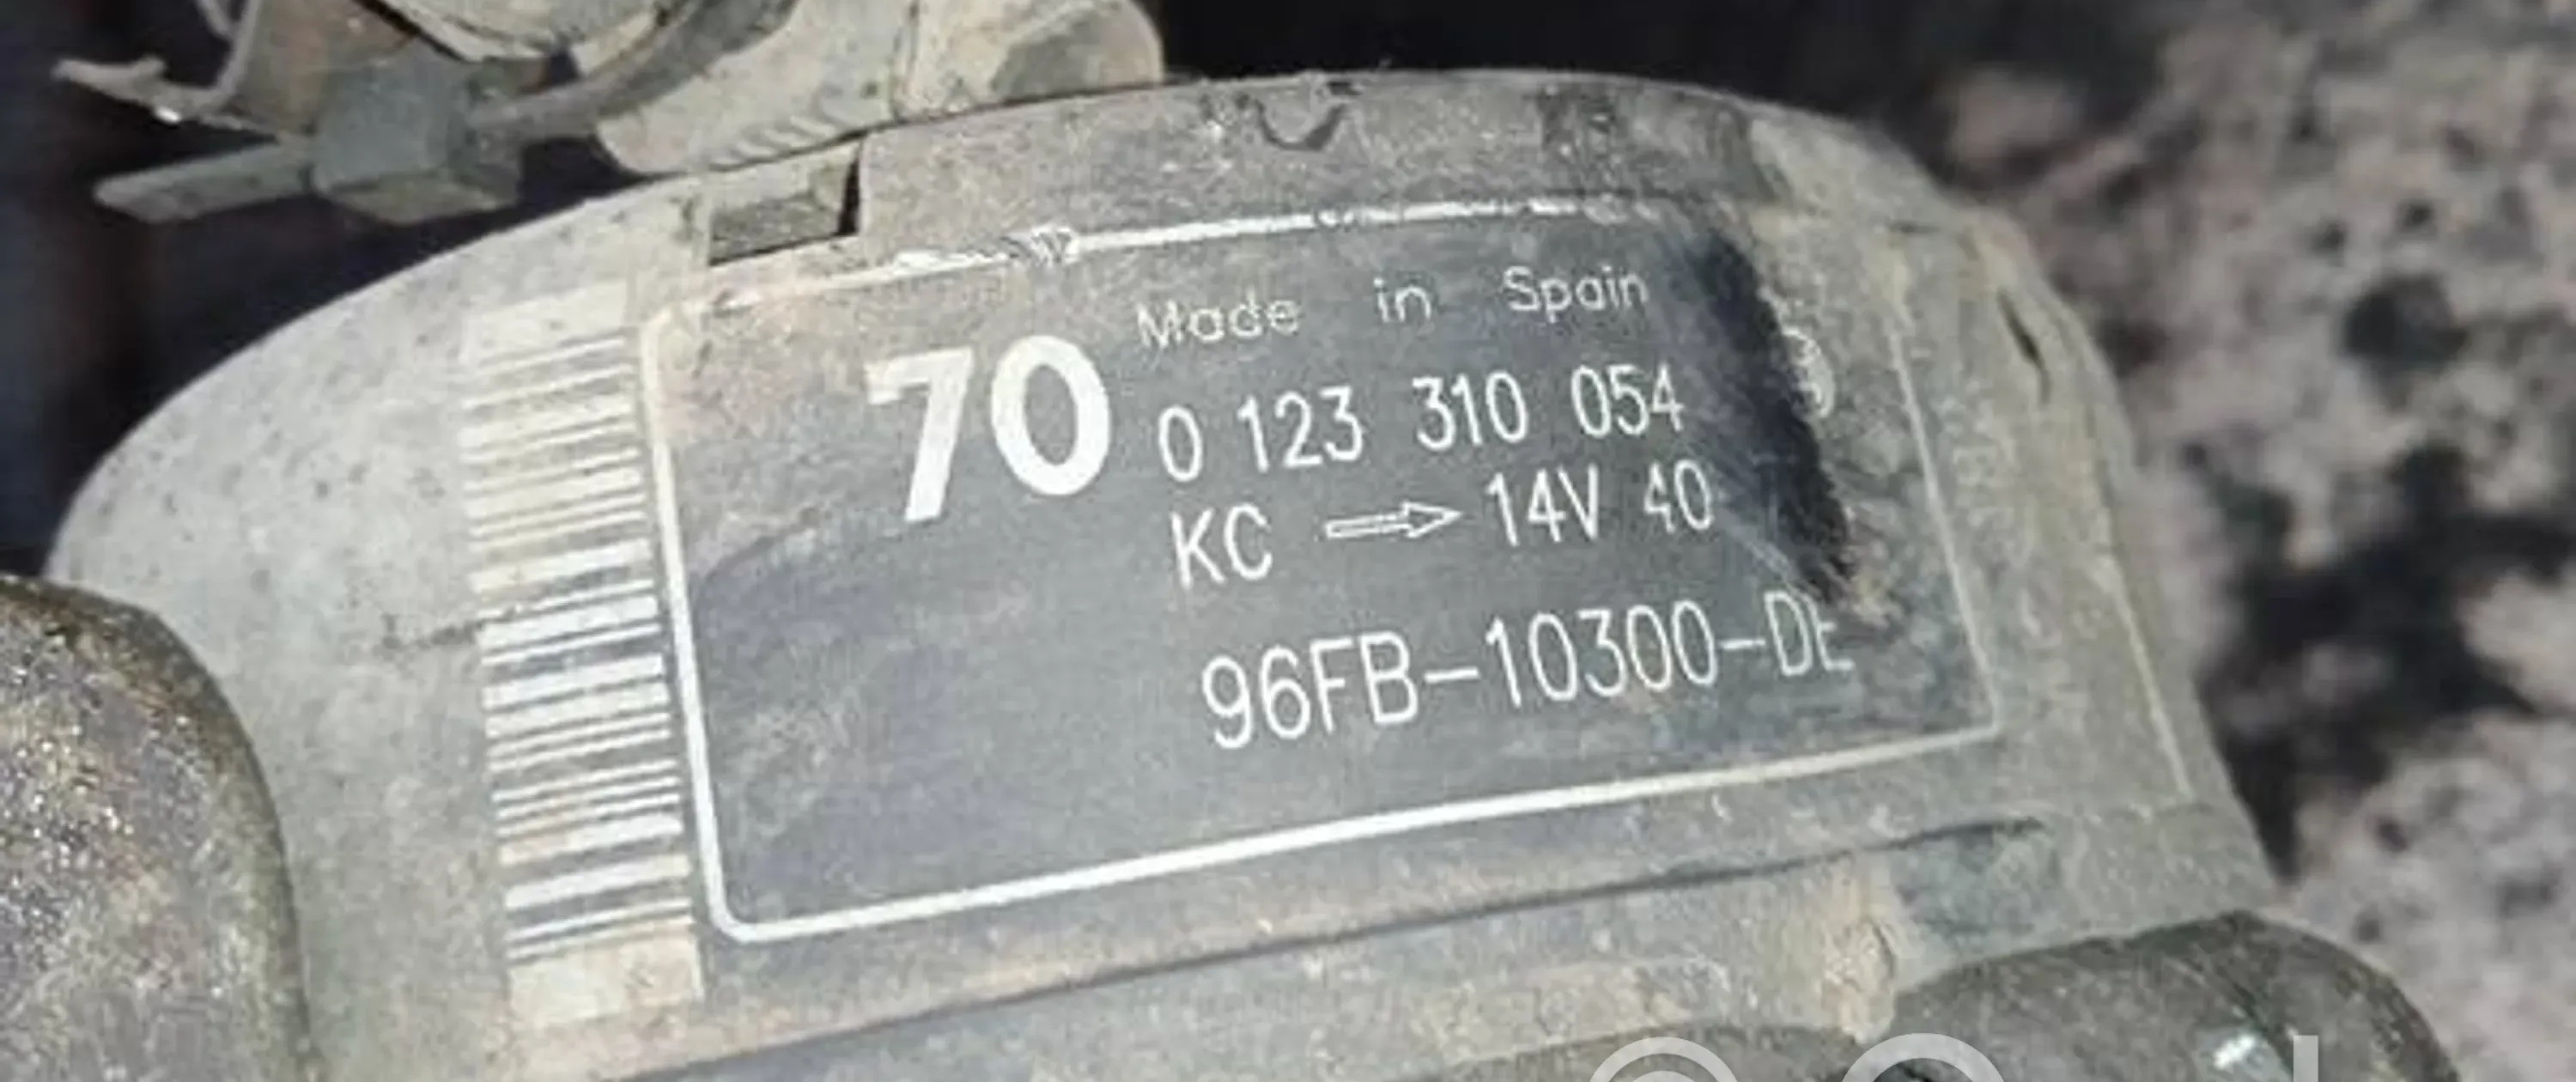 Made in Spain
70 0 123 310 054
KC → 14V 40
96FB-10300-DE